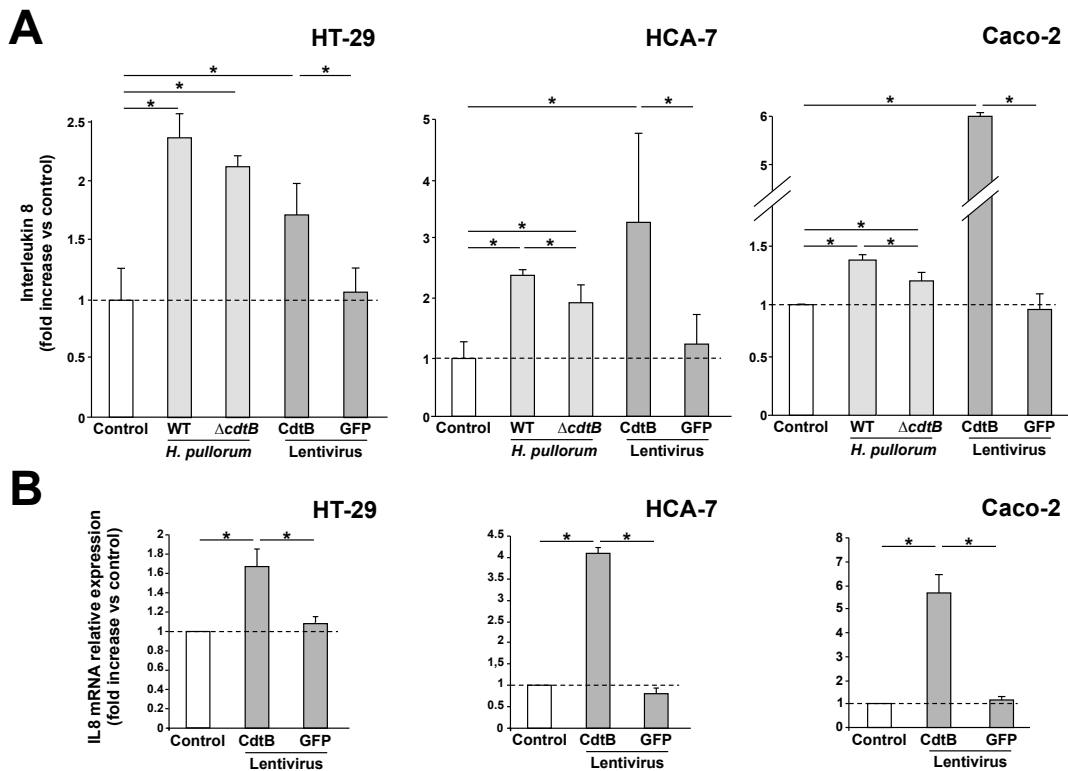 A
HT-29
HCA-7
Caco-2
Interleukin 8
(fold increase vs control)
2.5
2
1.5
1
0.5
0
*
*
*
*
Control
WT
ΔcdtB
CdtB
GFP
H. pullorum
Lentivirus
5
4
3
2
1
0
*
*
*
*
*
Control
WT
ΔcdtB
CdtB
GFP
H. pullorum
Lentivirus
6
5
1.5
1
0.5
0
*
*
*
*
*
Control
WT
ΔcdtB
CdtB
GFP
H. pullorum
Lentivirus
B
HT-29
HCA-7
Caco-2
IL8 mRNA relative expression
(fold increase vs control)
2
1.8
1.6
1.4
1.2
1
0.8
0.6
0.4
0.2
0
*
*
Control
CdtB
GFP
Lentivirus
4.5
4
3.5
3
2.5
2
1.5
1
0.5
0
*
*
Control
CdtB
GFP
Lentivirus
8
7
6
5
4
3
2
1
0
*
*
Control
CdtB
GFP
Lentivirus